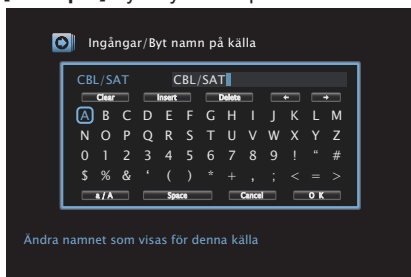 Ingångar/Byt namn på källa
CBL/SAT CBL/SAT
Clear Insert Delete ← →
A B C D E F G H I J K L M
N O P Q R S T U V W X Y Z
0 1 2 3 4 5 6 7 8 9 ! “ #
$ % & ‘ ( ) * + , ; < = >
a / A Space Cancel O K
Ändra namnet som visas för denna källa